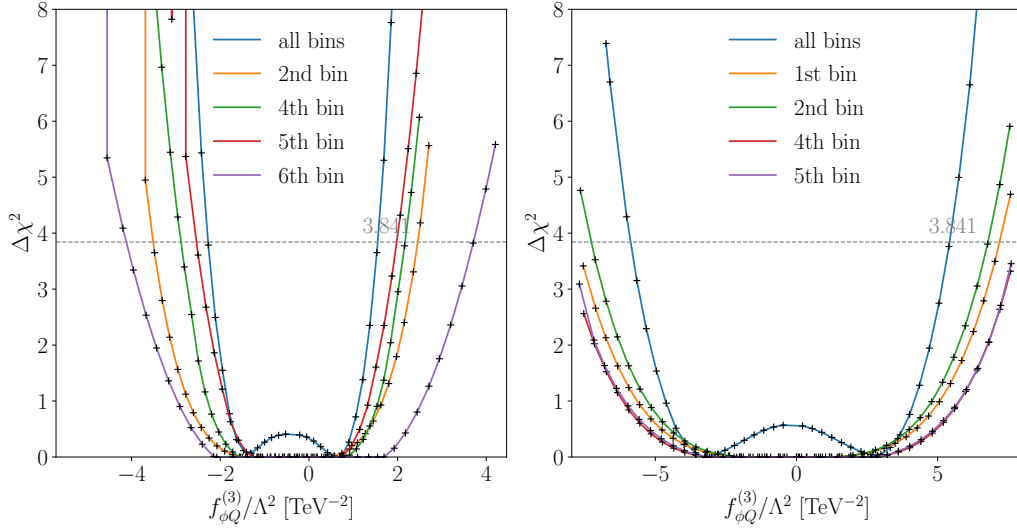 8
7
6
5
4
3
2
1
0
Δχ²
all bins
2nd bin
4th bin
5th bin
6th bin
3.841
−4
−2
0
2
4
f_{ϕQ}^{(3)}/Λ² [TeV⁻²]
8
7
6
5
4
3
2
1
0
Δχ²
all bins
1st bin
2nd bin
4th bin
5th bin
3.841
−5
0
5
f_{ϕQ}^{(3)}/Λ² [TeV⁻²]